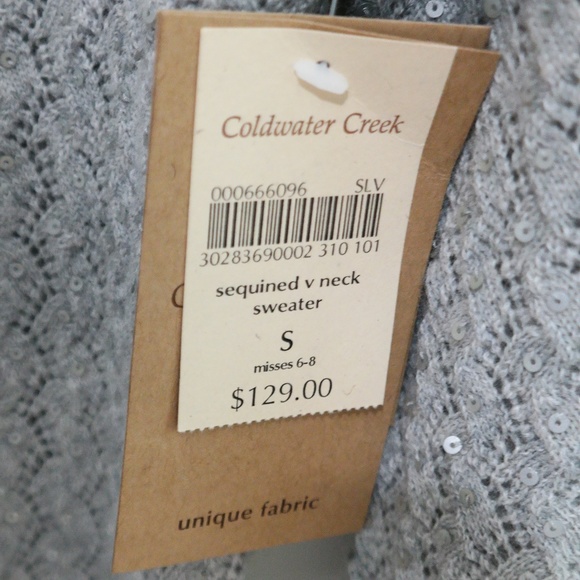 Coldwater Creek
000666096 SLV
30283690002 310 101
sequined v neck
sweater
S
misses 6-8
$129.00
unique fabric